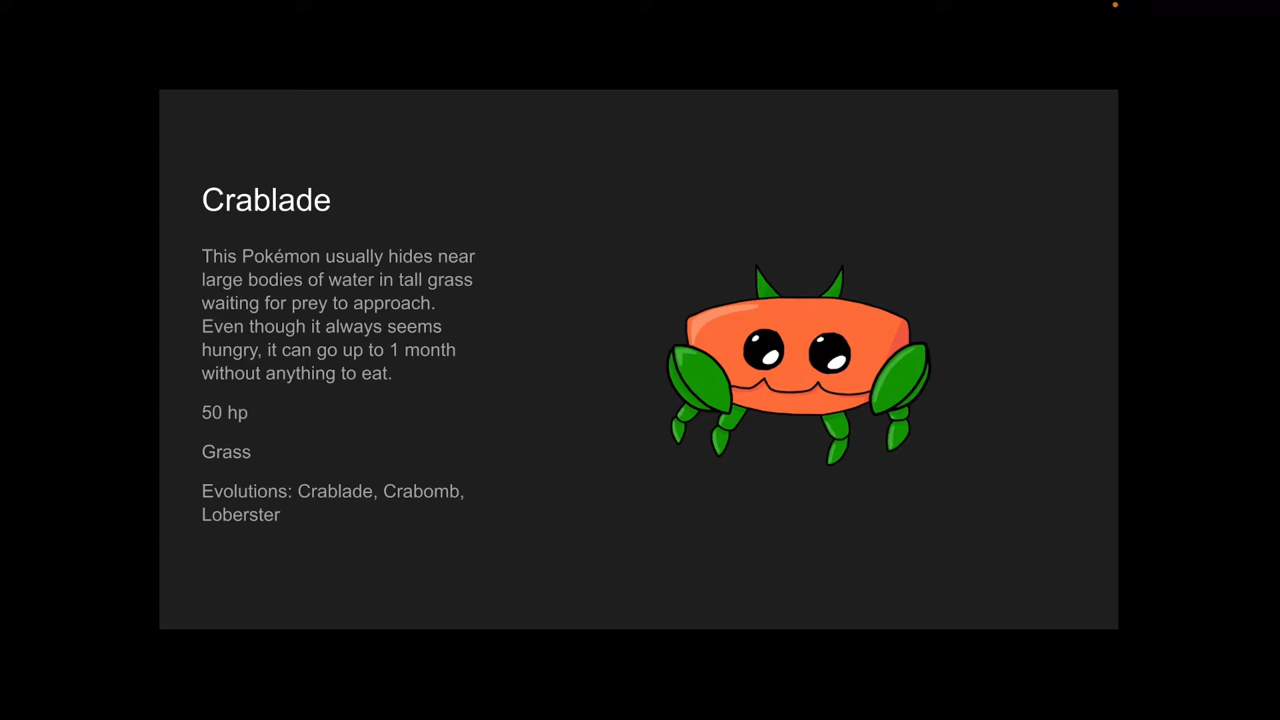 Crablade
This Pokémon usually hides near
large bodies of water in tall grass
waiting for prey to approach.
Even though it always seems
hungry, it can go up to 1 month
without anything to eat.
50 hp
Grass
Evolutions: Crablade, Crabomb,
Loberster